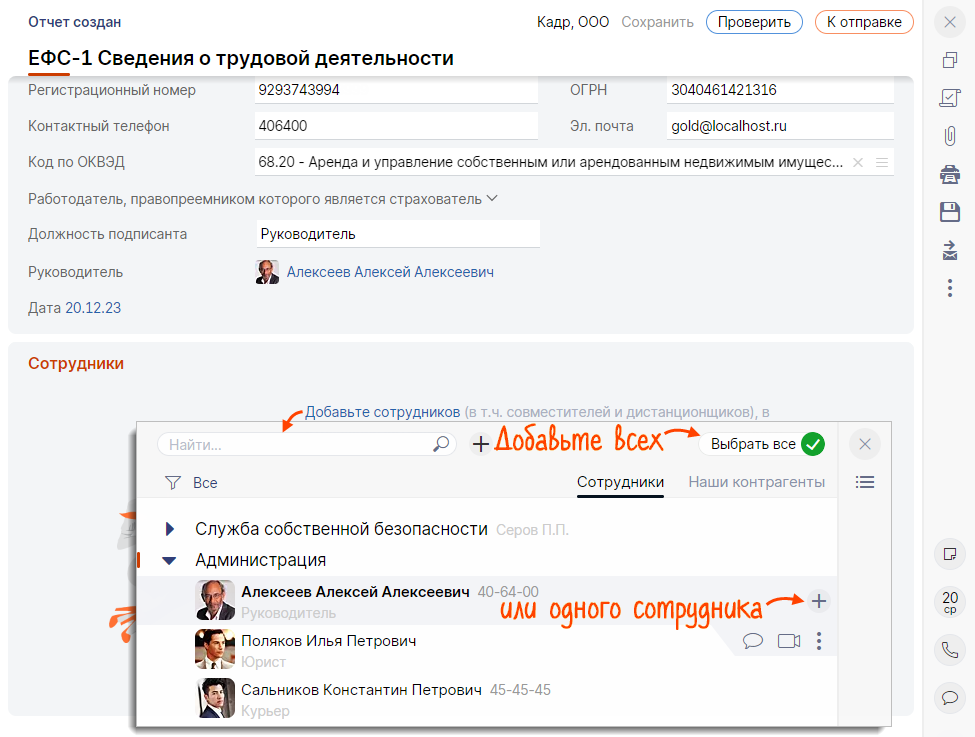 Отчет создан Кадр, ООО Сохранить Проверить К отправке
ЕФС-1 Сведения о трудовой деятельности
Регистрационный номер 9293743994 ОГРН 3040461421316
Контактный телефон 406400 Эл. почта gold@localhost.ru
Код по ОКВЭД 68.20 - Аренда и управление собственным или арендованным недвижимым имущес...
Работодатель, правопреемником которого является страхователь
Должность подписанта Руководитель
Руководитель Алексеев Алексей Алексеевич
Дата 20.12.23
Сотрудники
Добавьте сотрудников (в т.ч. совместителей и дистанционщиков), в
Найти... Добавьте всех Выбрать все
Все Сотрудники Наши контрагенты
Служба собственной безопасности Серов П.П.
Администрация
Алексеев Алексей Алексеевич 40-64-00
Руководитель или одного сотрудника
Поляков Илья Петрович
Юрист
Сальников Константин Петрович 45-45-45
Курьер
20
ср